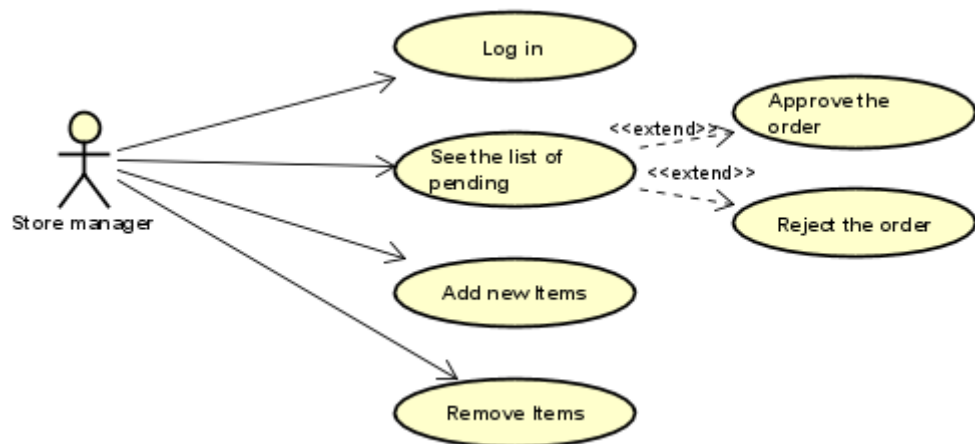 Log in
Approve the
order
<<extend>>
See the list of
pending
<<extend>>
Store manager
Reject the order
Add new Items
Remove Items